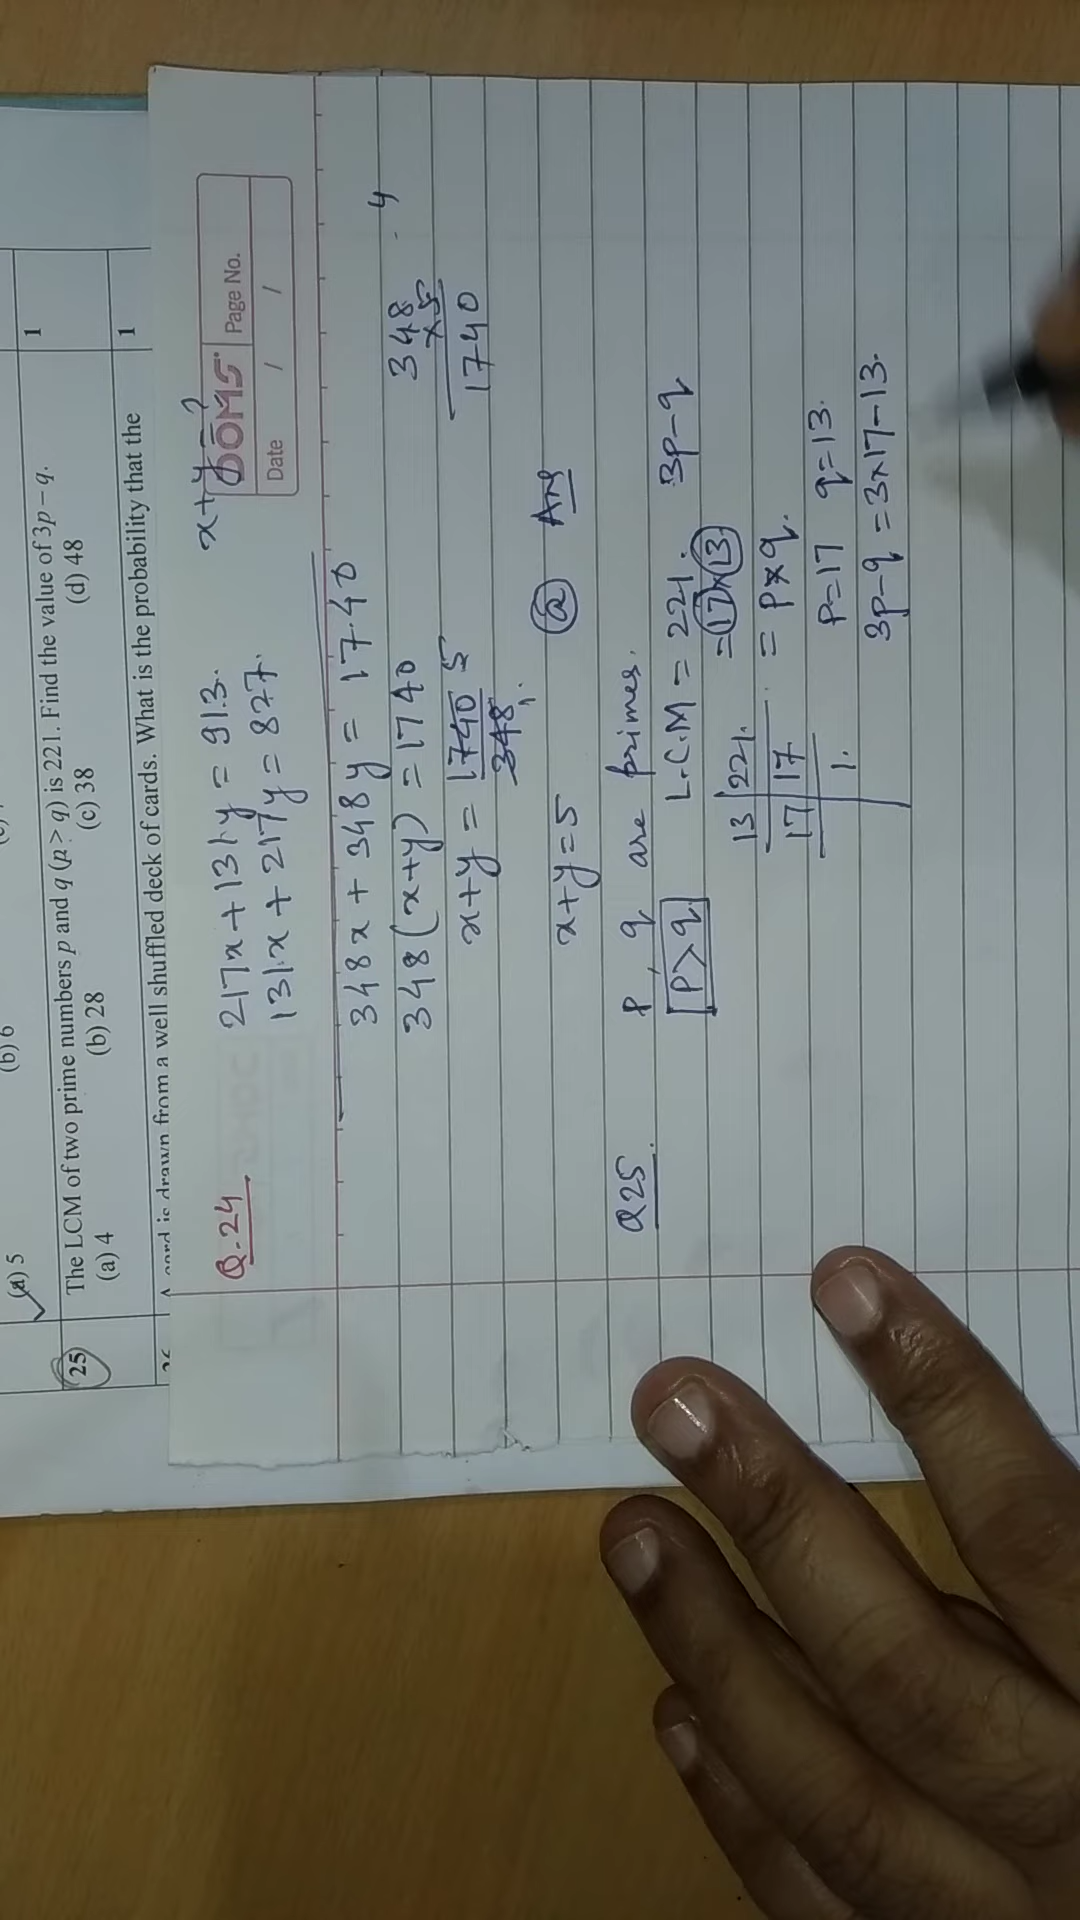 (a) 5
(b) 6
25
The LCM of two prime numbers p and q (p > q) is 221. Find the value of 3p – q.
1
(a) 4
(b) 28
(c) 38
(d) 48
card is drawn from a well shuffled deck of cards. What is the probability that the
1
DOMS
Page No.
Date / /
Q.24
217x + 131y = 913.
x+y=?
131x + 217y = 827.
348x + 348y = 1740
348(x+y) = 1740
348
x5
1740
x+y = 1740 5
348 1
x+y = 5
(a) Ans
Q25.
P, q are primes.
P>q
L.C.M = 221.
3p-q
= 17×13
13 221.
= P×q.
17 17
1.
P=17 q=13.
3p-q = 3×17-13.